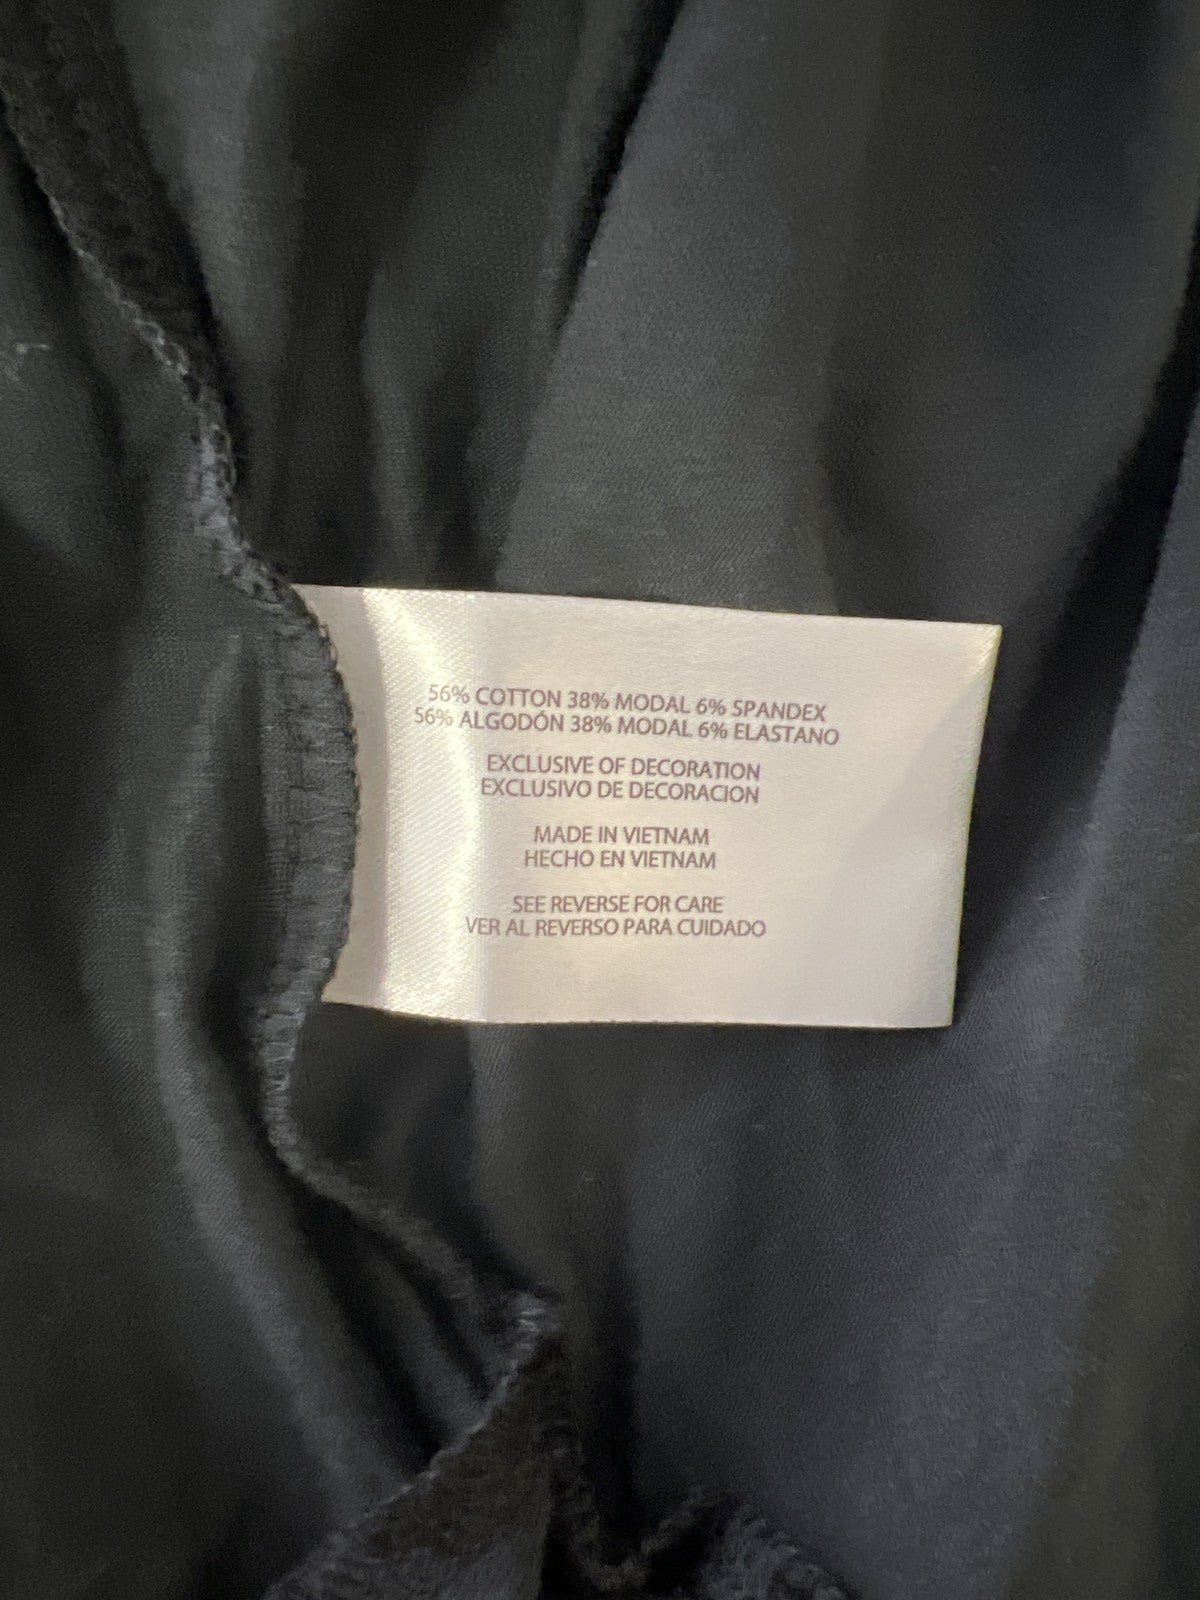 56% COTTON 38% MODAL 6% SPANDEX
56% ALGODÓN 38% MODAL 6% ELASTANO
EXCLUSIVE OF DECORATION
EXCLUSIVO DE DECORACION
MADE IN VIETNAM
HECHO EN VIETNAM
SEE REVERSE FOR CARE
VER AL REVERSO PARA CUIDADO